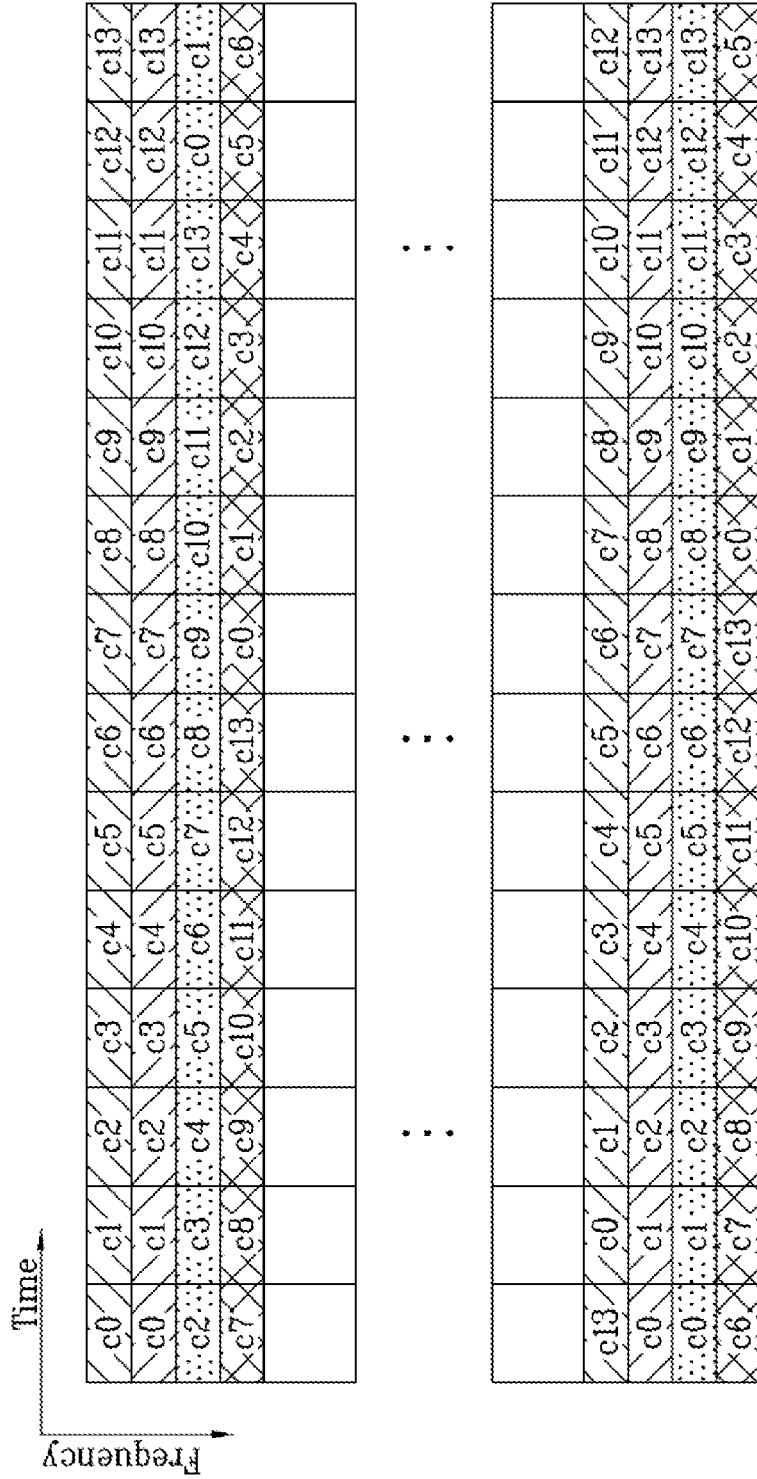 Time
Frequency
c0 c1 c2 c3 c4 c5 c6 c7 c8 c9 c10 c11 c12 c13
c0 c1 c2 c3 c4 c5 c6 c7 c8 c9 c10 c11 c12 c13
c2 c3 c4 c5 c6 c7 c8 c9 c10 c11 c12 c13 c0 c1
c7 c8 c9 c10 c11 c12 c13 c0 c1 c2 c3 c4 c5 c6
c13 c0 c1 c2 c3 c4 c5 c6 c7 c8 c9 c10 c11 c12
c0 c1 c2 c3 c4 c5 c6 c7 c8 c9 c10 c11 c12 c13
c0 c1 c2 c3 c4 c5 c6 c7 c8 c9 c10 c11 c12 c13
c6 c7 c8 c9 c10 c11 c12 c13 c0 c1 c2 c3 c4 c5